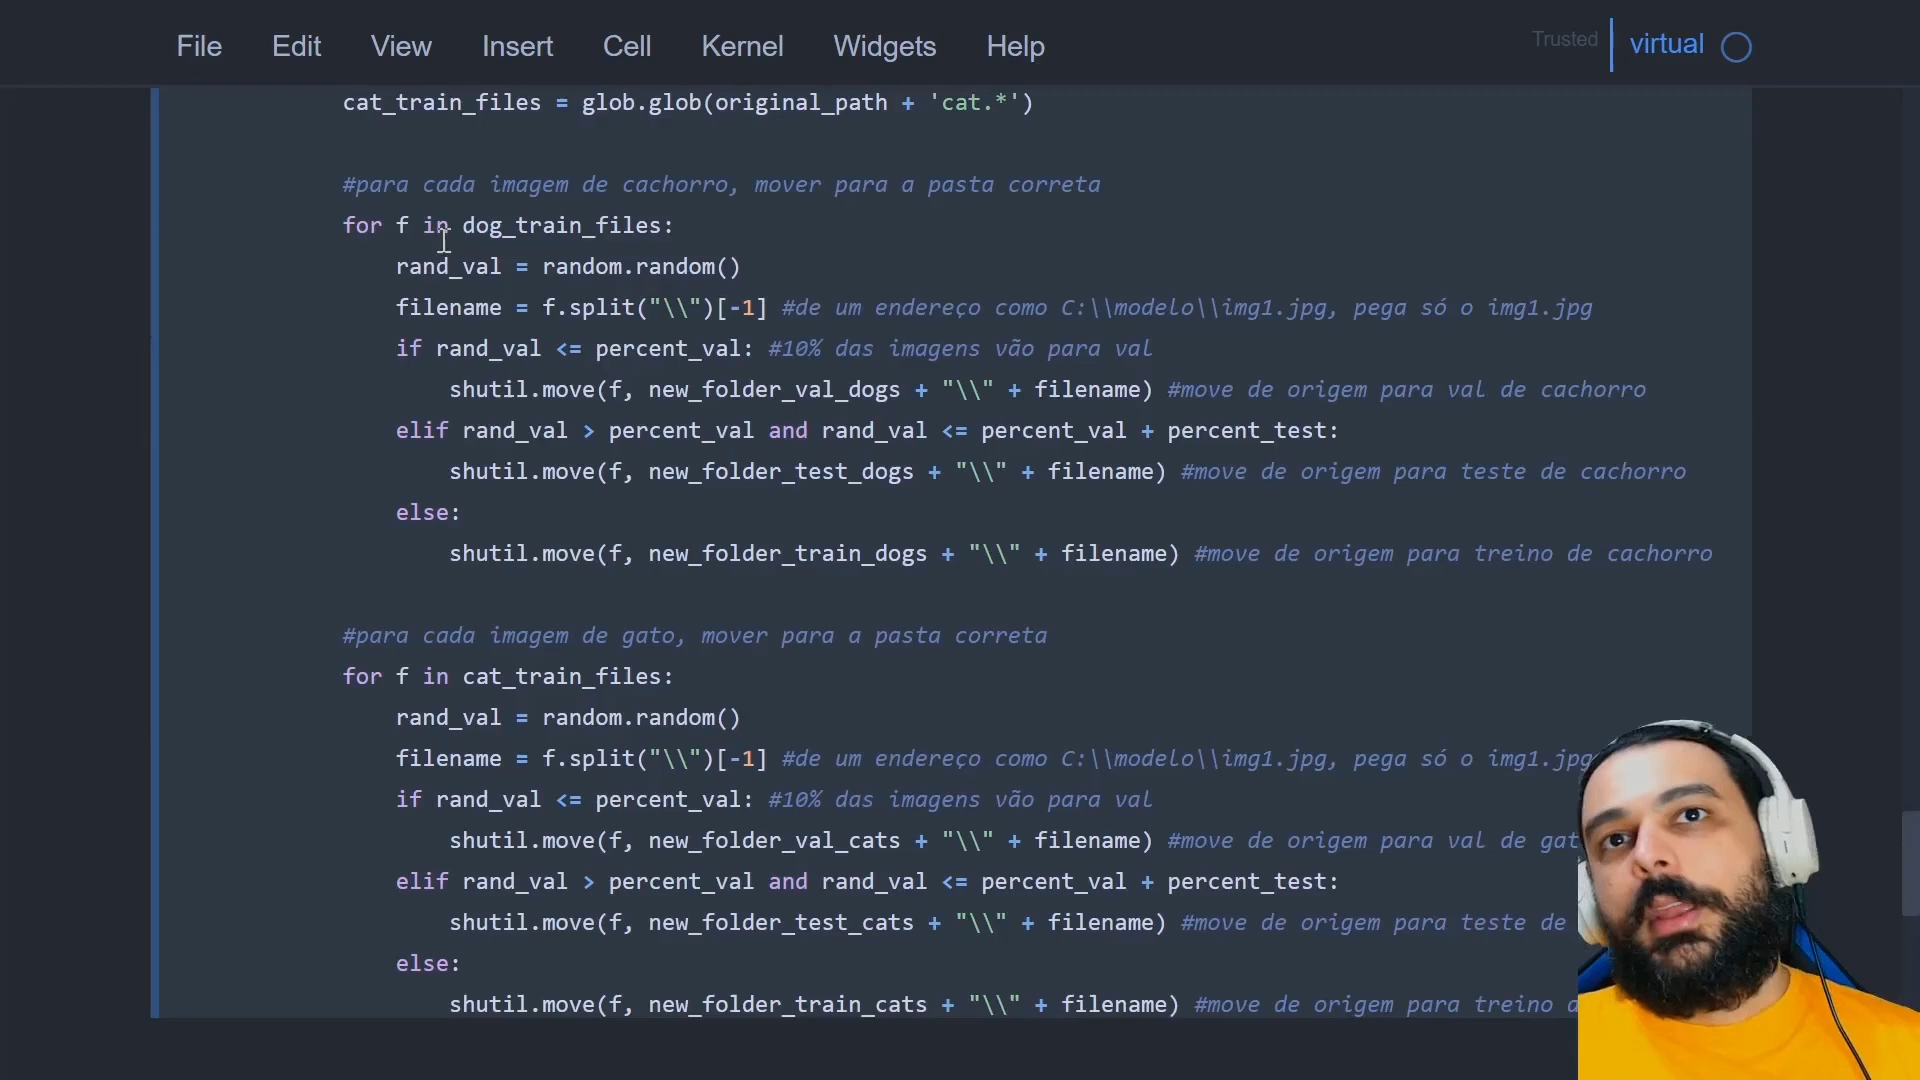 File Edit View Insert Cell Kernel Widgets Help Trusted virtual
cat_train_files = glob.glob(original_path + 'cat.*')
#para cada imagem de cachorro, mover para a pasta correta
for f in dog_train_files:
rand_val = random.random()
filename = f.split("\\")[-1] #de um endereço como C:\\modelo\\img1.jpg, pega só o img1.jpg
if rand_val <= percent_val: #10% das imagens vão para val
shutil.move(f, new_folder_val_dogs + "\\" + filename) #move de origem para val de cachorro
elif rand_val > percent_val and rand_val <= percent_val + percent_test:
shutil.move(f, new_folder_test_dogs + "\\" + filename) #move de origem para teste de cachorro
else:
shutil.move(f, new_folder_train_dogs + "\\" + filename) #move de origem para treino de cachorro
#para cada imagem de gato, mover para a pasta correta
for f in cat_train_files:
rand_val = random.random()
filename = f.split("\\")[-1] #de um endereço como C:\\modelo\\img1.jpg, pega só o img1.jpg
if rand_val <= percent_val: #10% das imagens vão para val
shutil.move(f, new_folder_val_cats + "\\" + filename) #move de origem para val de gat
elif rand_val > percent_val and rand_val <= percent_val + percent_test:
shutil.move(f, new_folder_test_cats + "\\" + filename) #move de origem para teste de
else:
shutil.move(f, new_folder_train_cats + "\\" + filename) #move de origem para treino